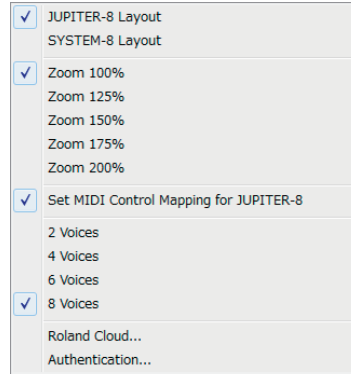 JUPITER-8 Layout
SYSTEM-8 Layout
Zoom 100%
Zoom 125%
Zoom 150%
Zoom 175%
Zoom 200%
Set MIDI Control Mapping for JUPITER-8
2 Voices
4 Voices
6 Voices
8 Voices
Roland Cloud...
Authentication...